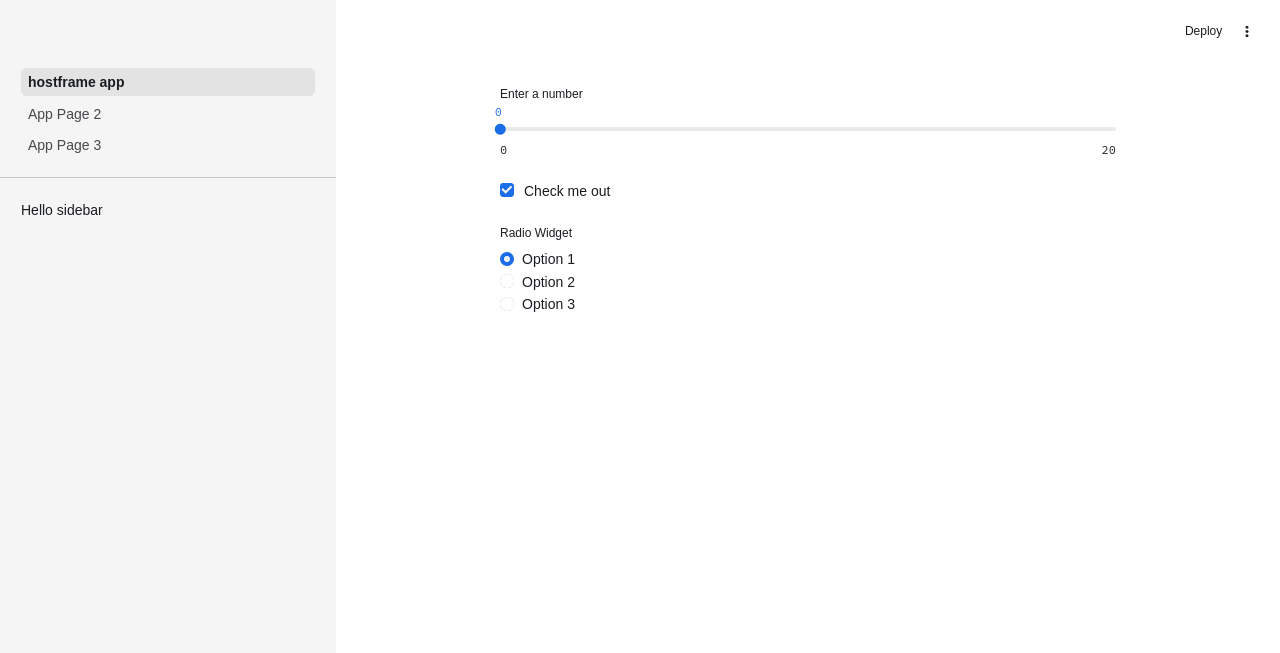 Deploy
hostframe app
App Page 2
App Page 3
Hello sidebar
Enter a number
0
0 20
Check me out
Radio Widget
Option 1
Option 2
Option 3